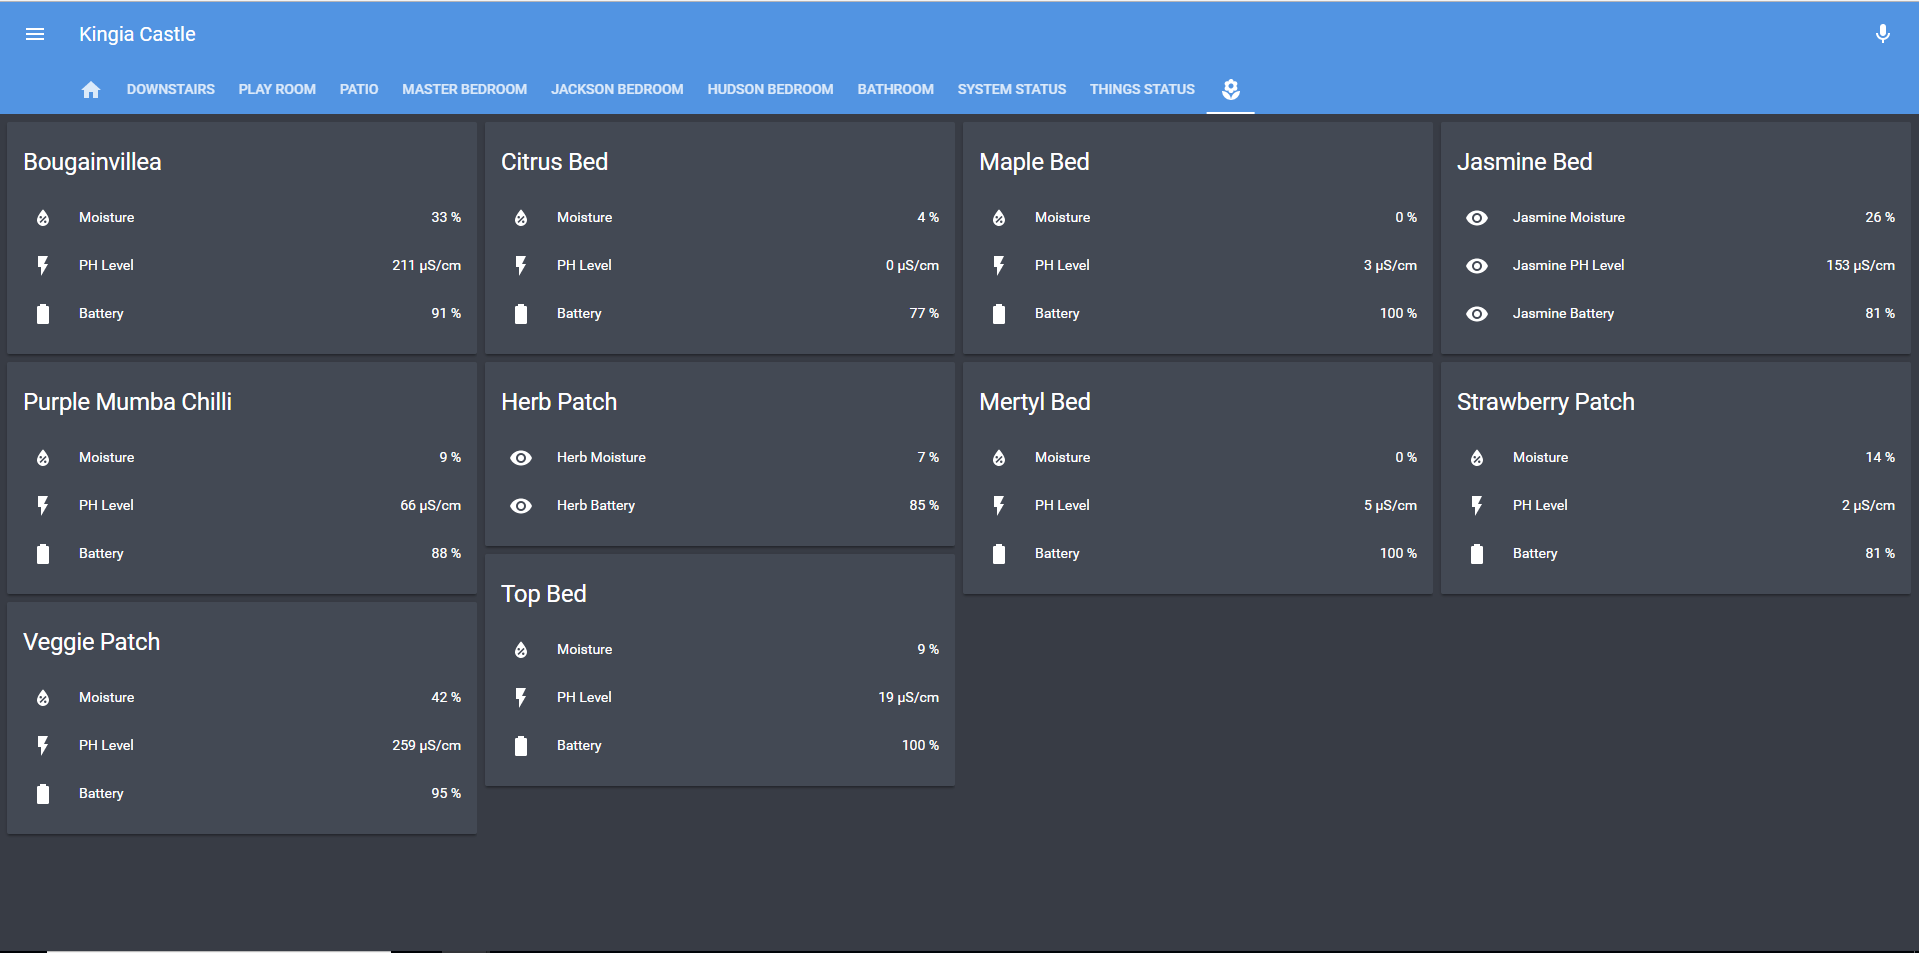 Kingia Castle
DOWNSTAIRS PLAY ROOM PATIO MASTER BEDROOM JACKSON BEDROOM HUDSON BEDROOM BATHROOM SYSTEM STATUS THINGS STATUS
Bougainvillea
Moisture 33 %
PH Level 211 µS/cm
Battery 91 %
Citrus Bed
Moisture 4 %
PH Level 0 µS/cm
Battery 77 %
Maple Bed
Moisture 0 %
PH Level 3 µS/cm
Battery 100 %
Jasmine Bed
Jasmine Moisture 26 %
Jasmine PH Level 153 µS/cm
Jasmine Battery 81 %
Purple Mumba Chilli
Moisture 9 %
PH Level 66 µS/cm
Battery 88 %
Herb Patch
Herb Moisture 7 %
Herb Battery 85 %
Mertyl Bed
Moisture 0 %
PH Level 5 µS/cm
Battery 100 %
Strawberry Patch
Moisture 14 %
PH Level 2 µS/cm
Battery 81 %
Veggie Patch
Moisture 42 %
PH Level 259 µS/cm
Battery 95 %
Top Bed
Moisture 9 %
PH Level 19 µS/cm
Battery 100 %